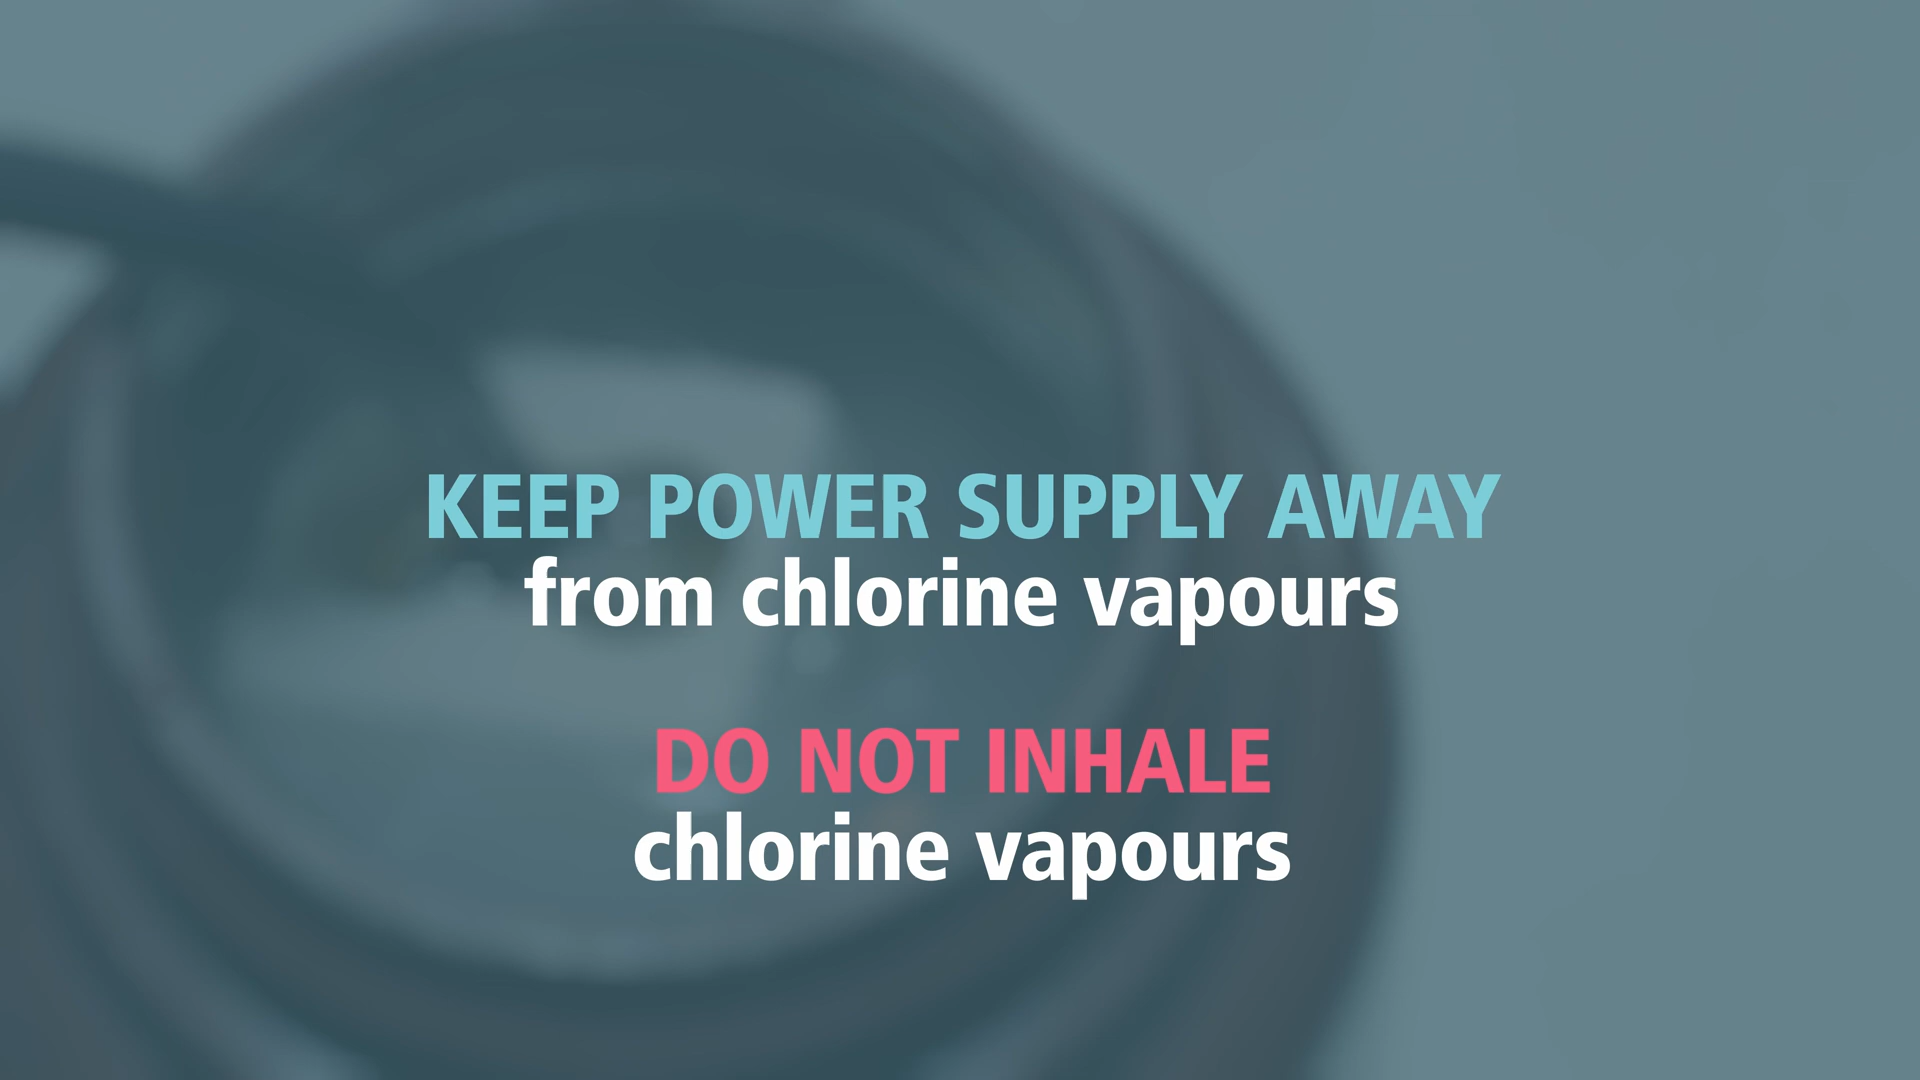 KEEP POWER SUPPLY AWAY
from chlorine vapours
DO NOT INHALE
chlorine vapours